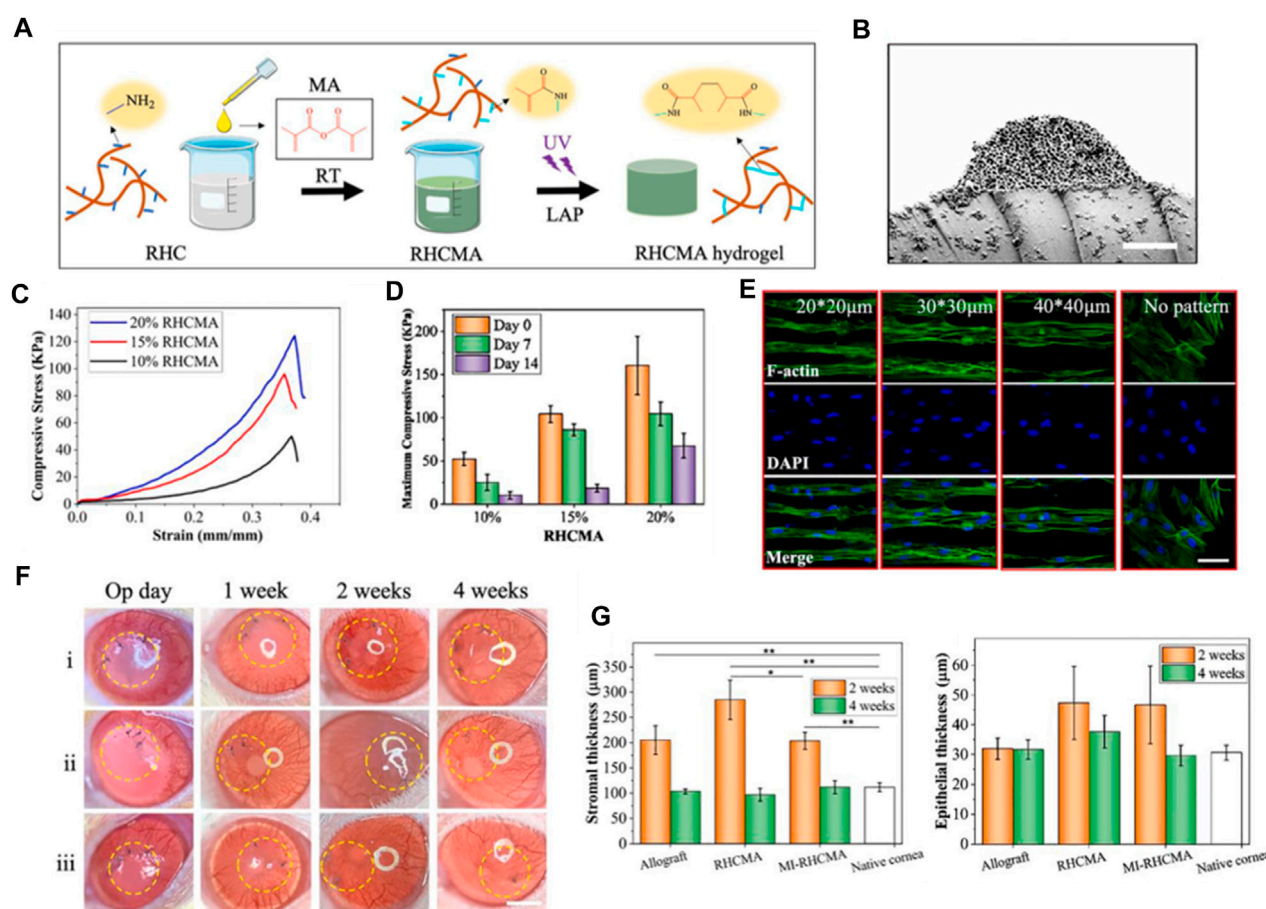 A
MA
NH2
O O
O
O
NH
UV
O O
NH HN
RT
LAP
RHC
RHCMA
RHCMA hydrogel
B
C
Compressive Stress (KPa)
140
120
100
80
60
40
20
0
20% RHCMA
15% RHCMA
10% RHCMA
0.0 0.1 0.2 0.3 0.4
Strain (mm/mm)
D
Maximum Compressive Stress (KPa)
200
150
100
50
0
Day 0
Day 7
Day 14
10% 15% 20%
RHCMA
E
20*20μm 30*30μm 40*40μm No pattern
F-actin
DAPI
Merge
F
Op day 1 week 2 weeks 4 weeks
i
ii
iii
G
Stromal thickness (μm)
350
300
250
200
150
100
50
0
**
**
*
**
2 weeks
4 weeks
Allograft RHCMA MI-RHCMA Native cornea
Epithelial thickness (μm)
60
50
40
30
20
10
0
2 weeks
4 weeks
Allograft RHCMA MI-RHCMA Native cornea